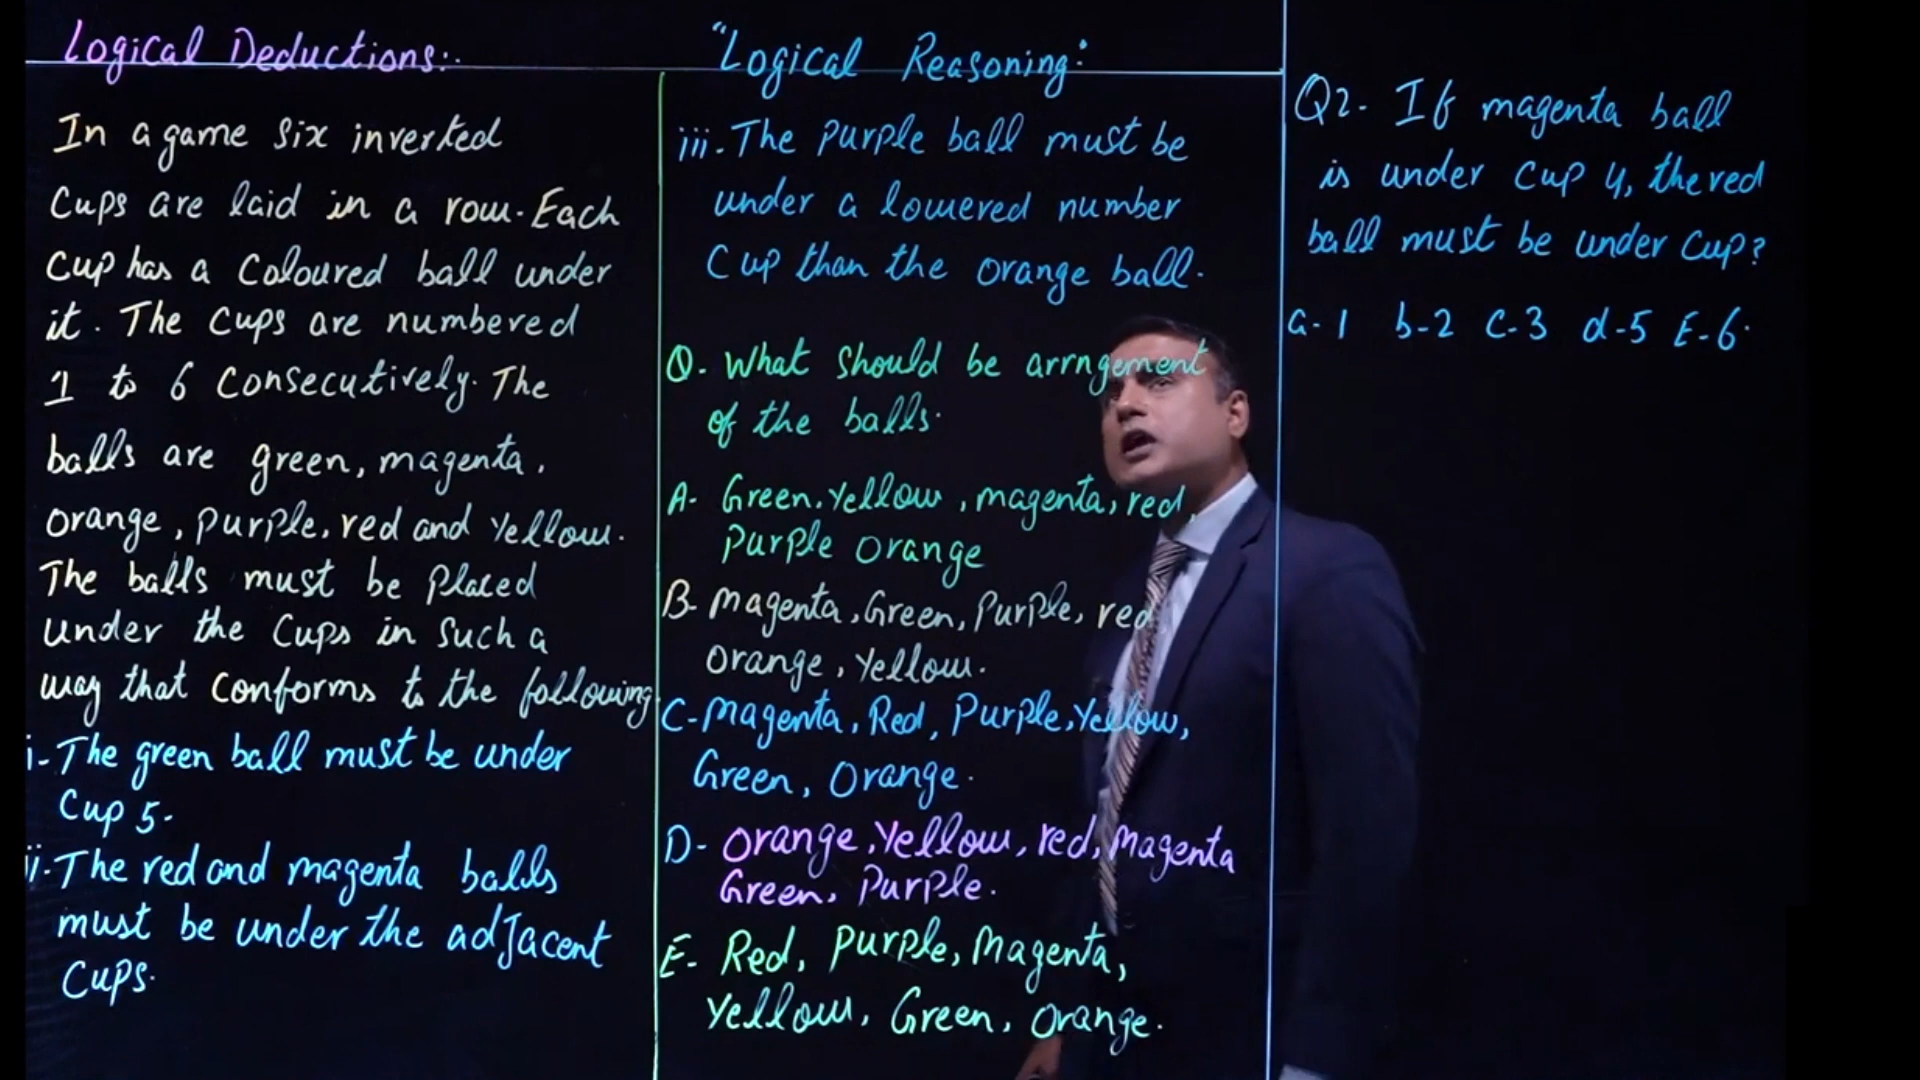 Logical Deductions:-
In a game six inverted
Cups are laid in a row. Each
Cup has a Coloured ball under
it. The Cups are numbered
1 to 6 Consecutively. The
balls are green, magenta,
orange, purple, red and yellow.
The balls must be Placed
under the Cups in Such a
way that Conforms to the following
i- The green ball must be under
Cup 5.
ii- The red and magenta balls
must be under the adjacent
Cups.
"Logical Reasoning:
iii. The purple ball must be
under a lowered number
Cup than the orange ball.
Q. What should be arrngement
of the balls.
A- Green, Yellow, magenta, red,
Purple Orange
B- Magenta, Green, Purple, red
Orange, Yellow.
C- Magenta, Red, Purple, Yellow,
Green, Orange.
D- Orange, Yellow, red, Magenta
Green, Purple.
E- Red, Purple, Magenta,
Yellow, Green, Orange.
Q2- If magenta ball
is under Cup 4, the red
ball must be under Cup?
a-1 b-2 C-3 d-5 E-6.